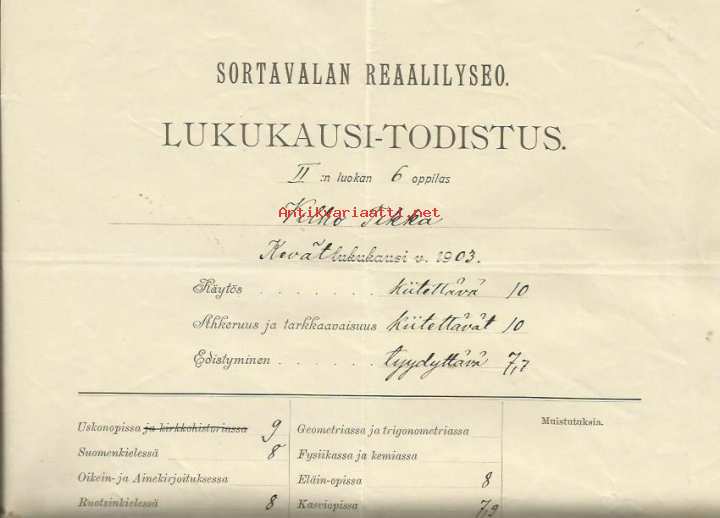 SORTAVALAN REAALILYSEO.
LUKUKAUSI-TODISTUS.
II:n luokan 6 oppilas
Antikvariaatti.net
Vilho Pekka
Kevätlukukausi v. 1903.
Käytös . . . . . . . . kiitettävä 10
Ahkeruus ja tarkkaavaisuus kiitettävät 10
Edistyminen . . . . . . tyydyttävä 7,7
Uskonopissa ja kirkkohistoriassa 9
Suomenkielessä 8
Oikein- ja Ainekirjoituksessa
Ruotsinkielessä 8
Geometriassa ja trigonometriassa
Fysiikassa ja kemiassa
Eläin-opissa 8
Kasviopissa 7,9
Muistutuksia.